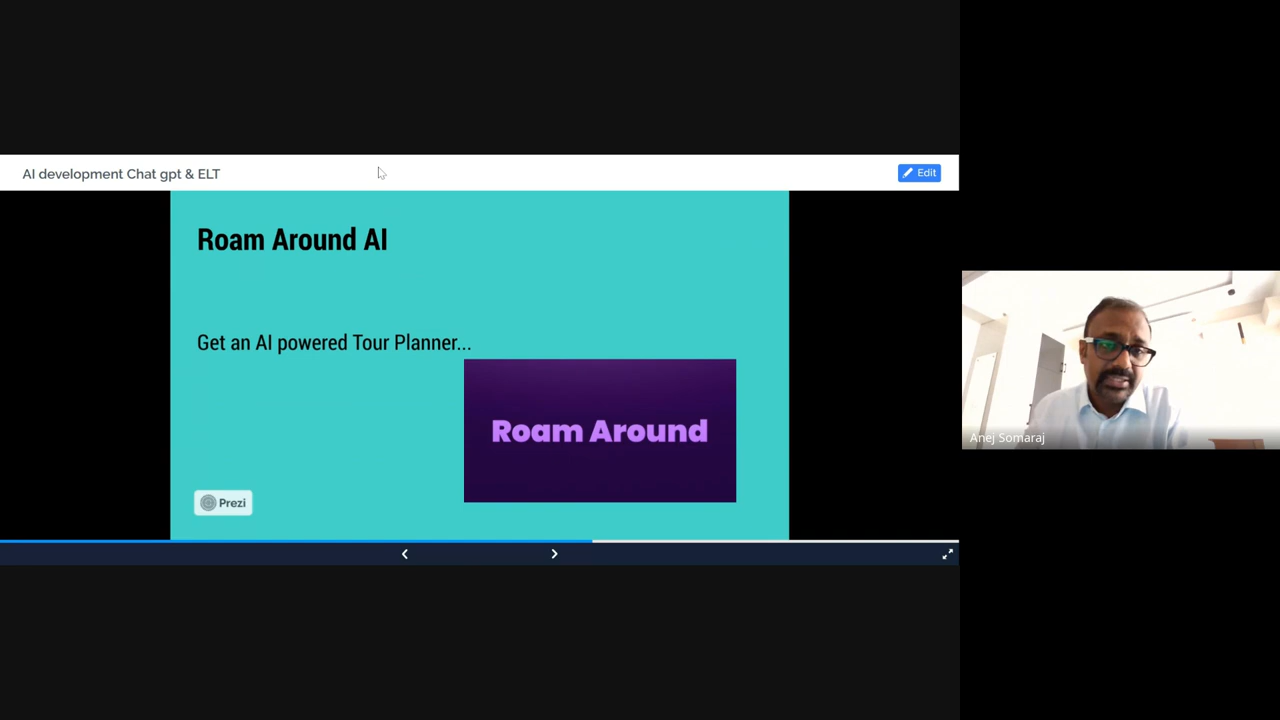 AI development Chat gpt & ELT
Edit
Roam Around AI
Get an AI powered Tour Planner...
Roam Around
Prezi
Anej Somaraj